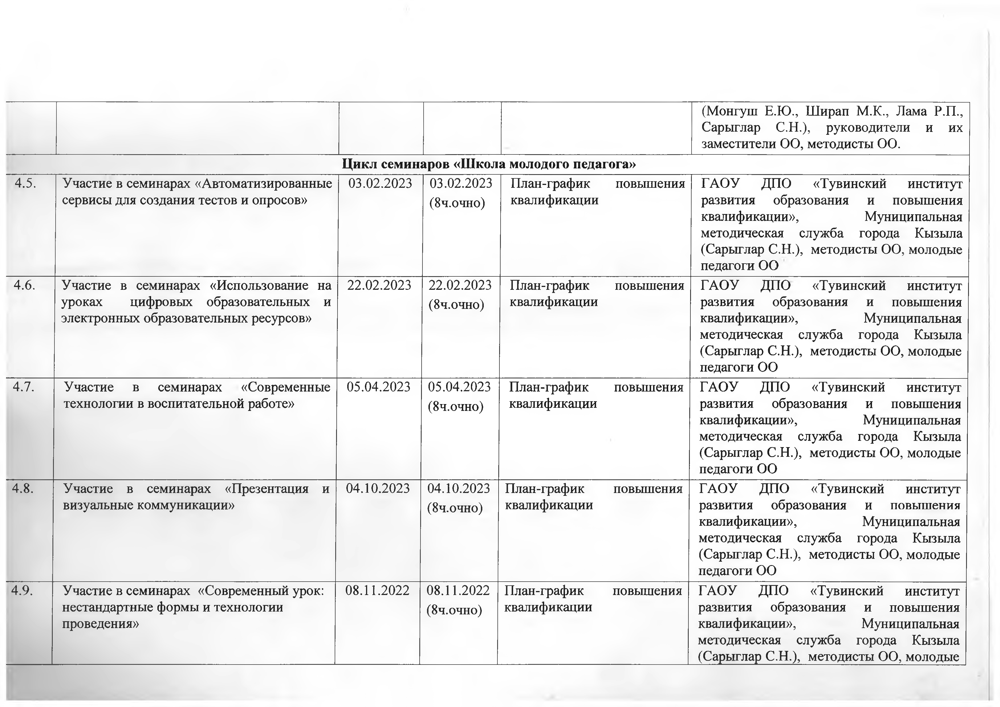 (Монгуш Е.Ю., Ширап М.К., Лама Р.П.,
Сарыглар С.Н.), руководители и их
заместители ОО, методисты ОО.
Цикл семинаров «Школа молодого педагога»
4.5.
Участие в семинарах «Автоматизированные
сервисы для создания тестов и опросов»
03.02.2023
03.02.2023
(8ч.очно)
План-график повышения
квалификации
ГАОУ ДПО «Тувинский институт
развития образования и повышения
квалификации», Муниципальная
методическая служба города Кызыла
(Сарыглар С.Н.), методисты ОО, молодые
педагоги ОО
4.6.
Участие в семинарах «Использование на
уроках цифровых образовательных и
электронных образовательных ресурсов»
22.02.2023
22.02.2023
(8ч.очно)
План-график повышения
квалификации
ГАОУ ДПО «Тувинский институт
развития образования и повышения
квалификации», Муниципальная
методическая служба города Кызыла
(Сарыглар С.Н.), методисты ОО, молодые
педагоги ОО
4.7.
Участие в семинарах «Современные
технологии в воспитательной работе»
05.04.2023
05.04.2023
(8ч.очно)
План-график повышения
квалификации
ГАОУ ДПО «Тувинский институт
развития образования и повышения
квалификации», Муниципальная
методическая служба города Кызыла
(Сарыглар С.Н.), методисты ОО, молодые
педагоги ОО
4.8.
Участие в семинарах «Презентация и
визуальные коммуникации»
04.10.2023
04.10.2023
(8ч.очно)
План-график повышения
квалификации
ГАОУ ДПО «Тувинский институт
развития образования и повышения
квалификации», Муниципальная
методическая служба города Кызыла
(Сарыглар С.Н.), методисты ОО, молодые
педагоги ОО
4.9.
Участие в семинарах «Современный урок:
нестандартные формы и технологии
проведения»
08.11.2022
08.11.2022
(8ч.очно)
План-график повышения
квалификации
ГАОУ ДПО «Тувинский институт
развития образования и повышения
квалификации», Муниципальная
методическая служба города Кызыла
(Сарыглар С.Н.), методисты ОО, молодые